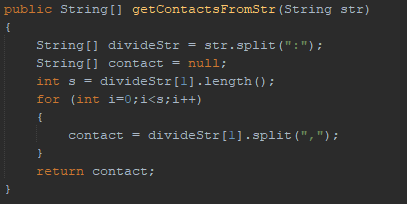 public String[] getContactsFromStr(String str)
{
    String[] divideStr = str.split(":");
    String[] contact = null;
    int s = divideStr[1].length();
    for (int i=0;i<s;i++)
    {
        contact = divideStr[1].split(",");
    }
    return contact;
}